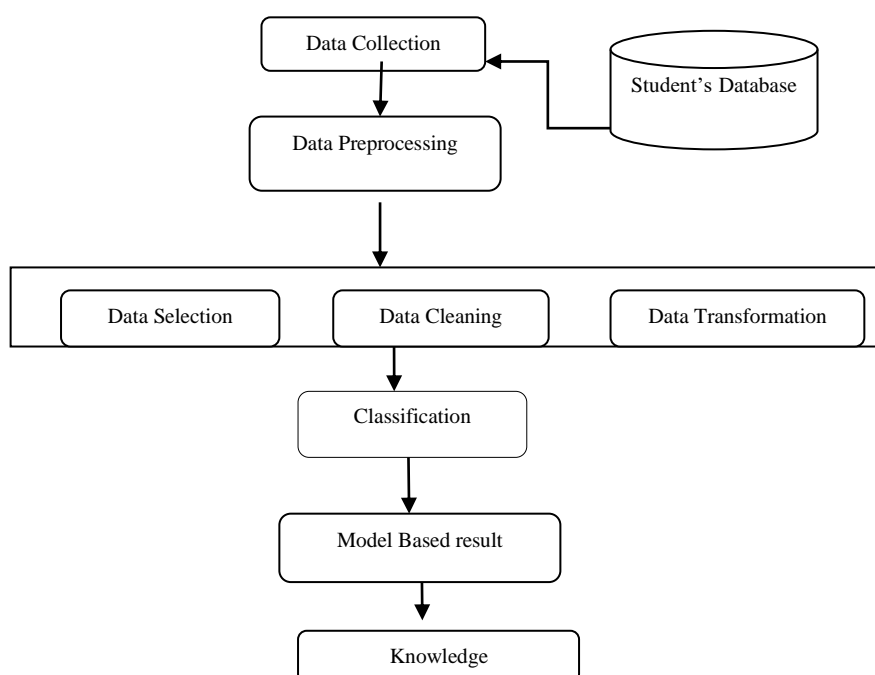 Data Collection
Student’s Database
Data Preprocessing
Data Selection
Data Cleaning
Data Transformation
Classification
Model Based result
Knowledge